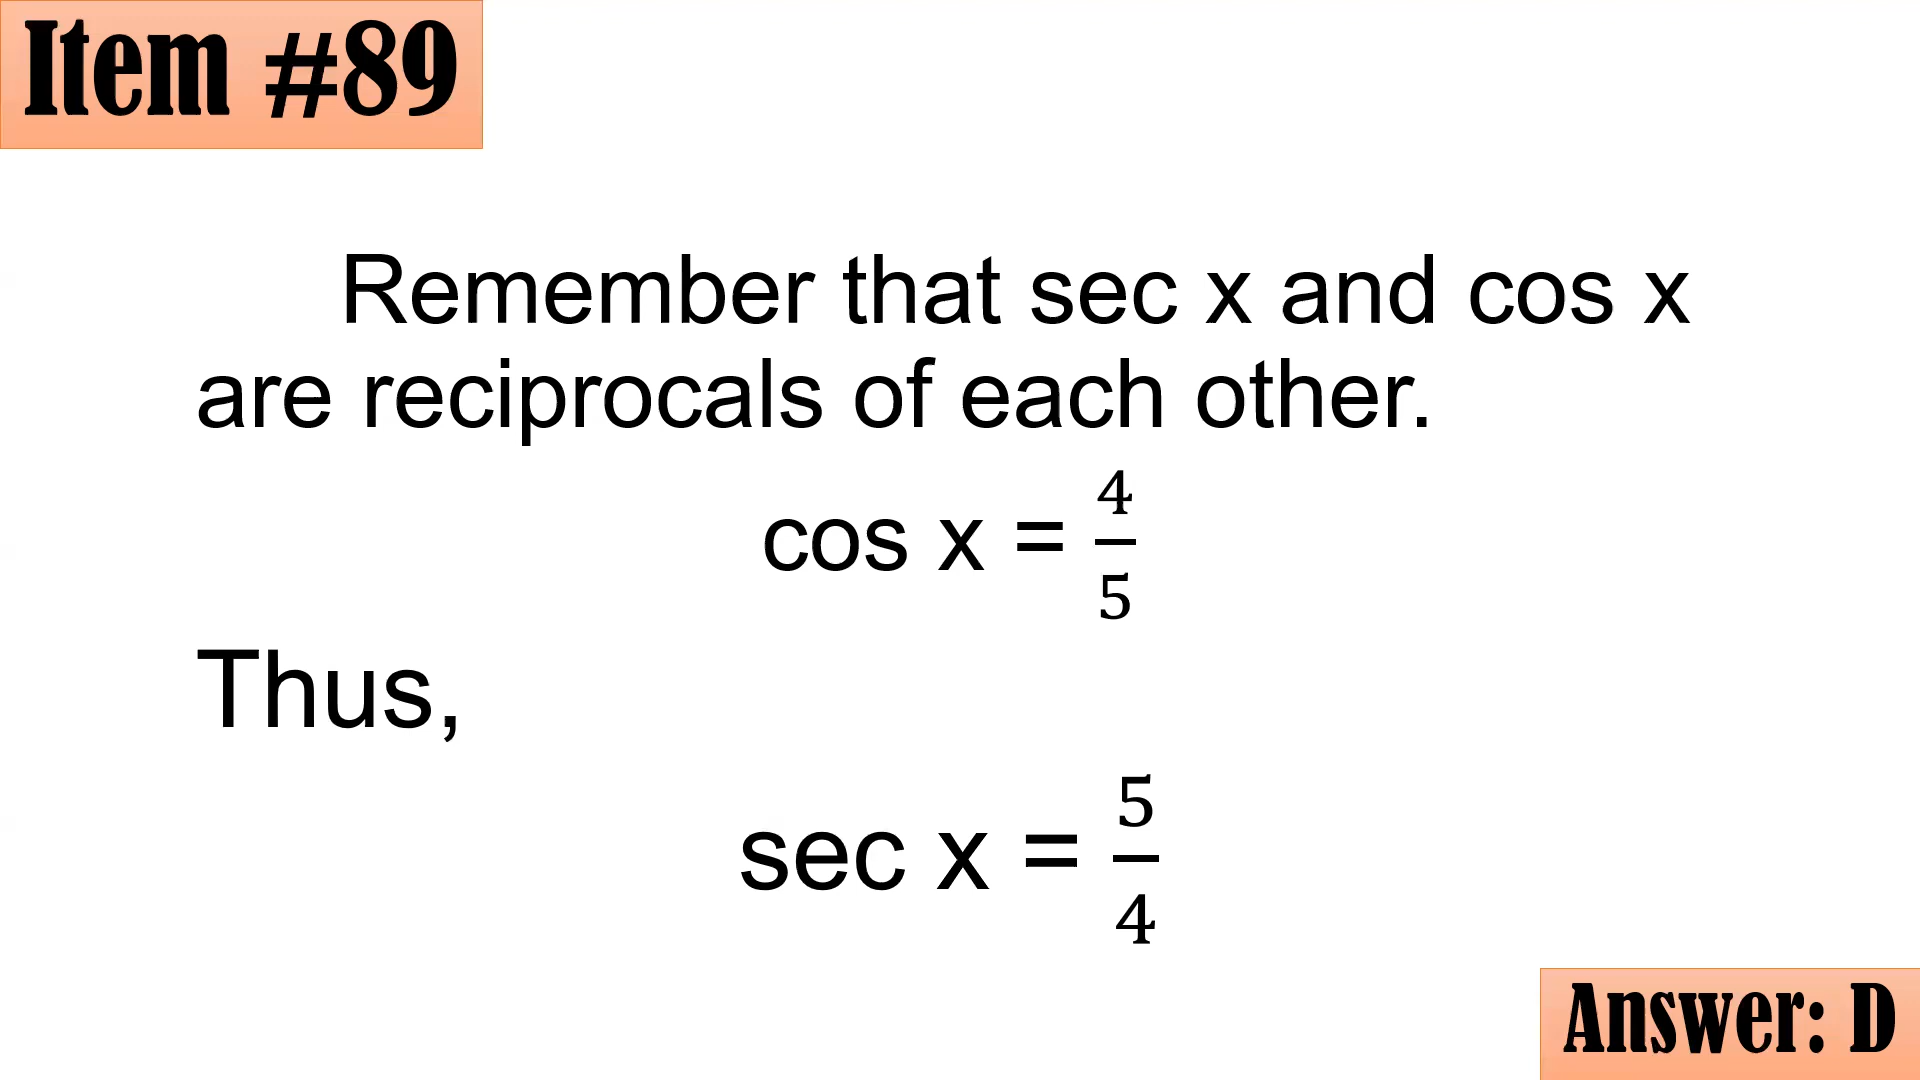 Item #89
Remember that sec x and cos x
are reciprocals of each other.
cos x = 4/5
Thus,
sec x = 5/4
Answer: D